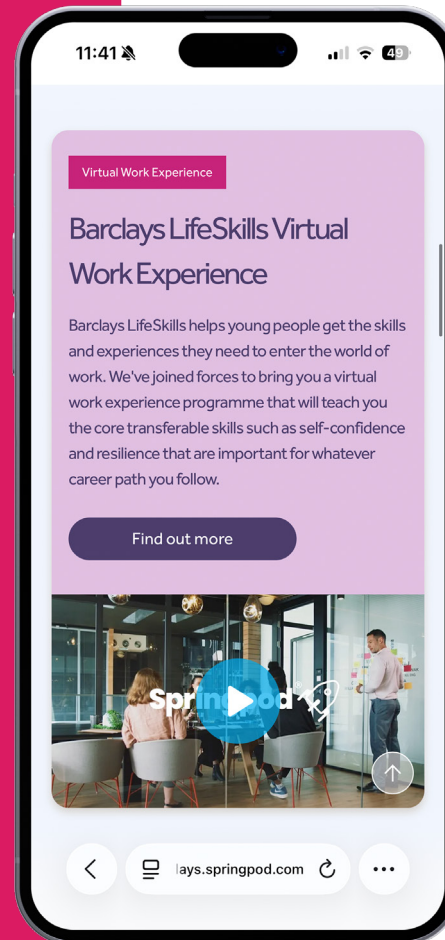 11:41
49
Virtual Work Experience
Barclays LifeSkills Virtual
Work Experience
Barclays LifeSkills helps young people get the skills
and experiences they need to enter the world of
work. We've joined forces to bring you a virtual
work experience programme that will teach you
the core transferable skills such as self-confidence
and resilience that are important for whatever
career path you follow.
Find out more
Springpod®
lays.springpod.com